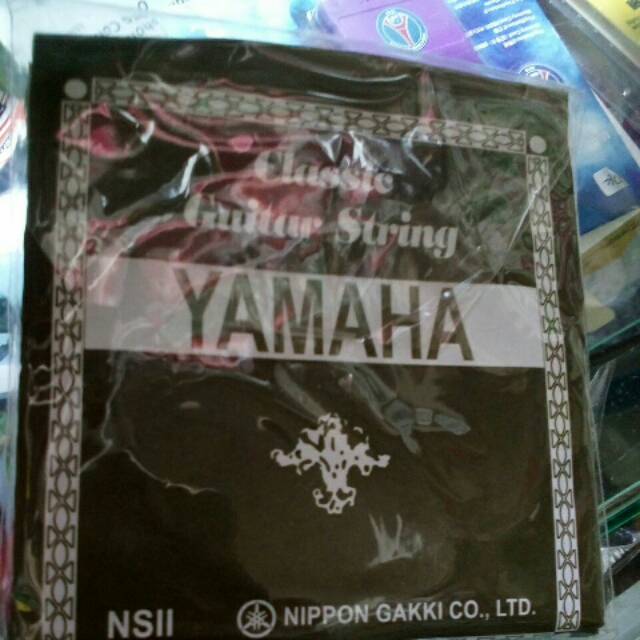 Classic
Guitar String
YAMAHA
NSII NIPPON GAKKI CO., LTD.